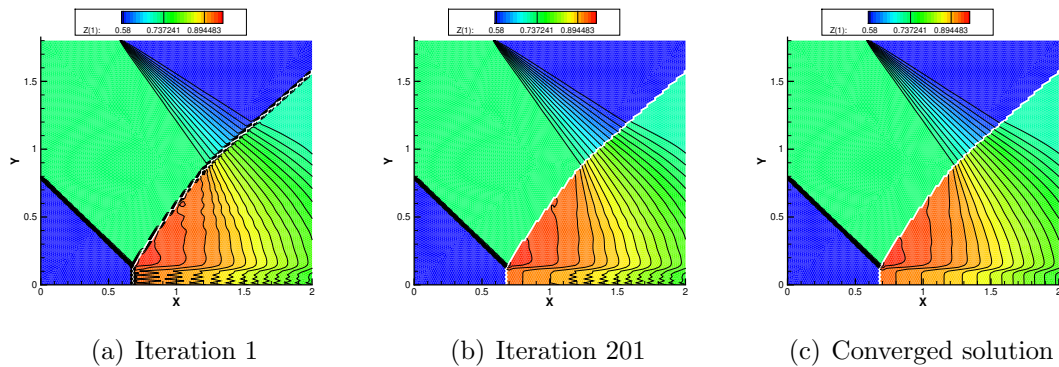 Z(1): 0.58 0.737241 0.894483
Z(1): 0.58 0.737241 0.894483
Z(1): 0.58 0.737241 0.894483
Y
1.5
1
0.5
0
0 0.5 1 1.5 2
X
Y
1.5
1
0.5
0
0 0.5 1 1.5 2
X
Y
1.5
1
0.5
0
0 0.5 1 1.5 2
X
(a) Iteration 1
(b) Iteration 201
(c) Converged solution